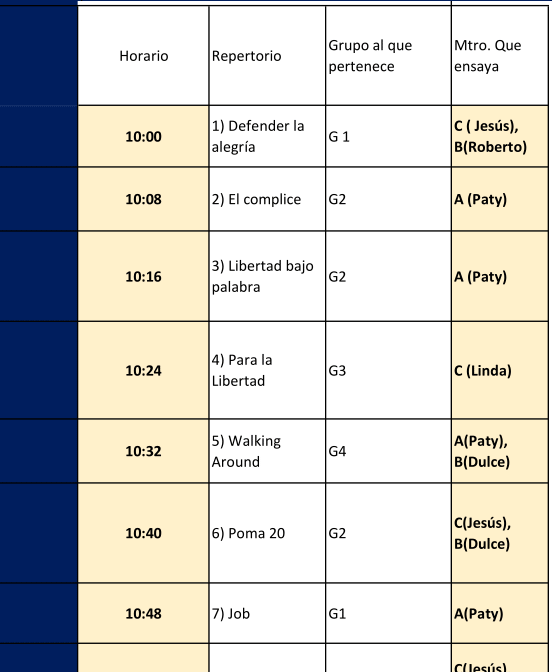 Horario Repertorio Grupo al que pertenece Mtro. Que ensaya
10:00 1) Defender la alegría G 1 C ( Jesús), B(Roberto)
10:08 2) El complice G2 A (Paty)
10:16 3) Libertad bajo palabra G2 A (Paty)
10:24 4) Para la Libertad G3 C (Linda)
10:32 5) Walking Around G4 A(Paty), B(Dulce)
10:40 6) Poma 20 G2 C(Jesús), B(Dulce)
10:48 7) Job G1 A(Paty)
C(Jesús)